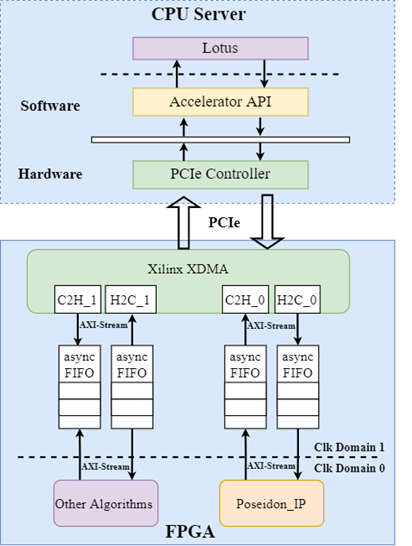 CPU Server
Lotus
Accelerator API
Software
Hardware
PCIe Controller
PCIe
Xilinx XDMA
C2H_1 H2C_1 C2H_0 H2C_0
AXI-Stream AXI-Stream
async FIFO
async FIFO
async FIFO
async FIFO
Clk Domain 1
AXI-Stream AXI-Stream
Clk Domain 0
Other Algorithms Poseidon_IP
FPGA